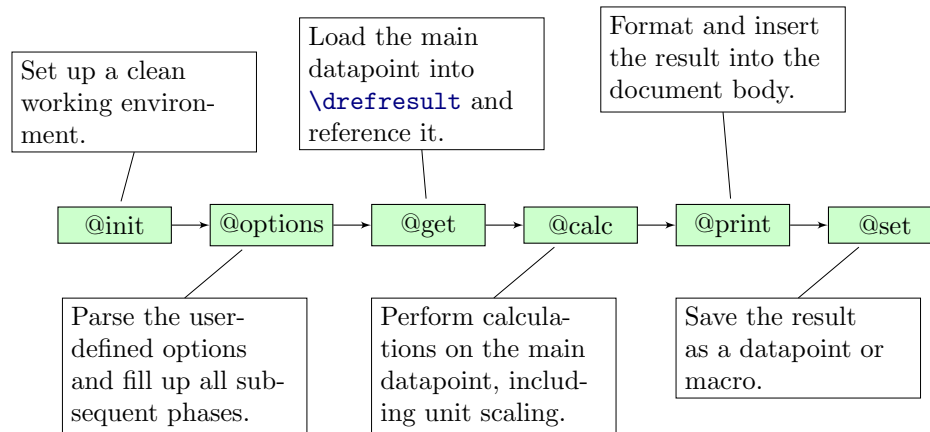 Set up a clean
working environ-
ment.
Load the main
datapoint into
\drefresult and
reference it.
Format and insert
the result into the
document body.
@init
@options
@get
@calc
@print
@set
Parse the user-
defined options
and fill up all sub-
sequent phases.
Perform calcula-
tions on the main
datapoint, includ-
ing unit scaling.
Save the result
as a datapoint or
macro.